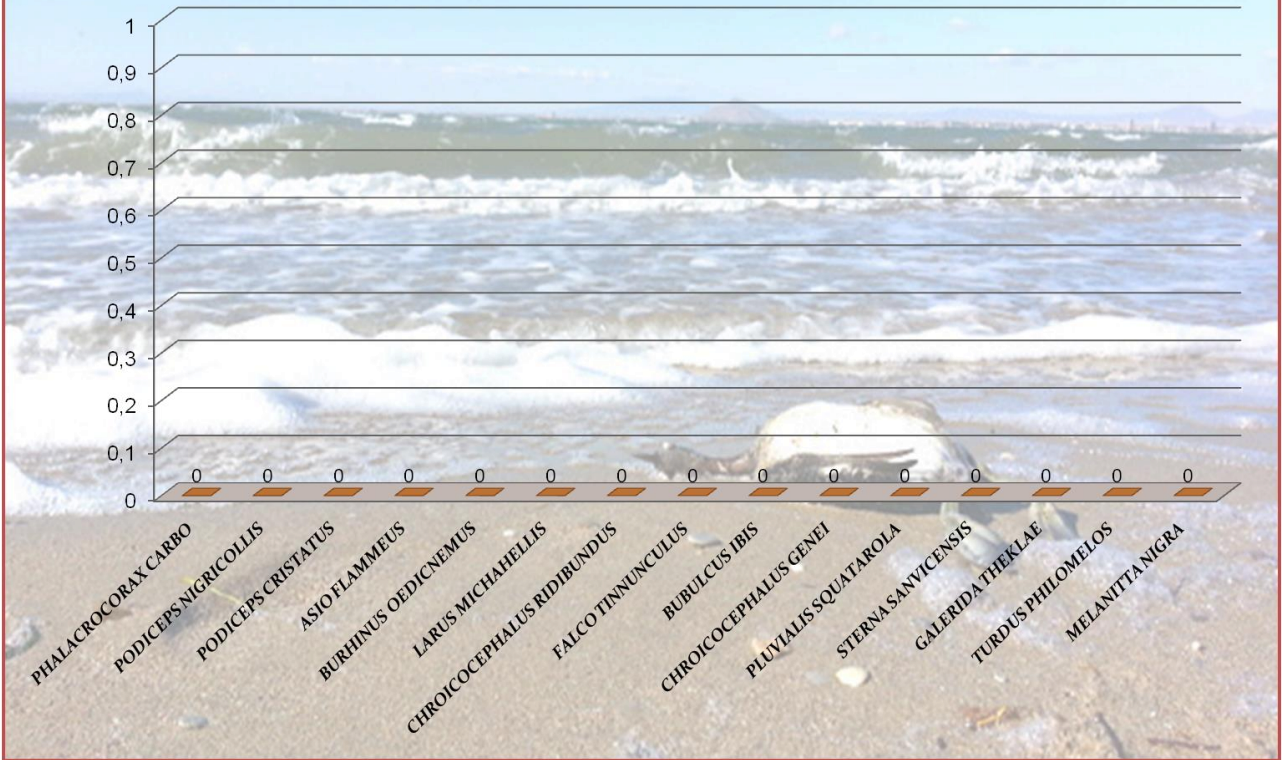 1
0,9
0,8
0,7
0,6
0,5
0,4
0,3
0,2
0,1
0
0 0 0 0 0 0 0 0 0 0 0 0 0 0 0
PHALACROCORAX CARBO
PODICEPS NIGRICOLLIS
PODICEPS CRISTATUS
ASIO FLAMMEUS
BURHINUS OEDICNEMUS
LARUS MICHAHELLIS
CHROICOCEPHALUS RIDIBUNDUS
FALCO TINNUNCULUS
BUBULCUS IBIS
CHROICOCEPHALUS GENEI
PLUVIALIS SQUATAROLA
STERNA SANVICENSIS
GALERIDA THEKLAE
TURDUS PHILOMELOS
MELANITTA NIGRA